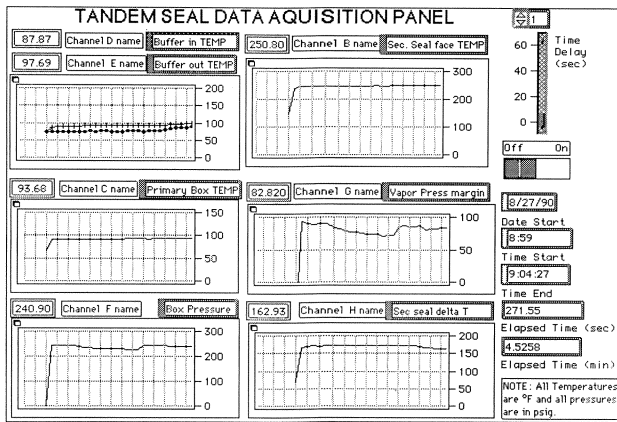 TANDEM SEAL DATA AQUISITION PANEL
87.87 Channel D name Buffer in TEMP
97.69 Channel E name Buffer out TEMP
200
150
100
50
0
250.80 Channel B name Sec. Seal face TEMP
300
200
100
0
93.68 Channel C name Primary Box TEMP
150
100
50
0
82.820 Channel G name Vapor Press margin
100
50
0
240.90 Channel F name Box Pressure
300
200
100
0
162.93 Channel H name Sec seal delta T
200
150
100
50
0
1
60
40
20
0
Time
Delay
(sec)
Off On
8/27/90
Date Start
8:59
Time Start
9:04:27
Time End
271.55
Elapsed Time (sec)
4.5258
Elapsed Time (min)
NOTE: All Temperatures
are °F and all pressures
are in psig.